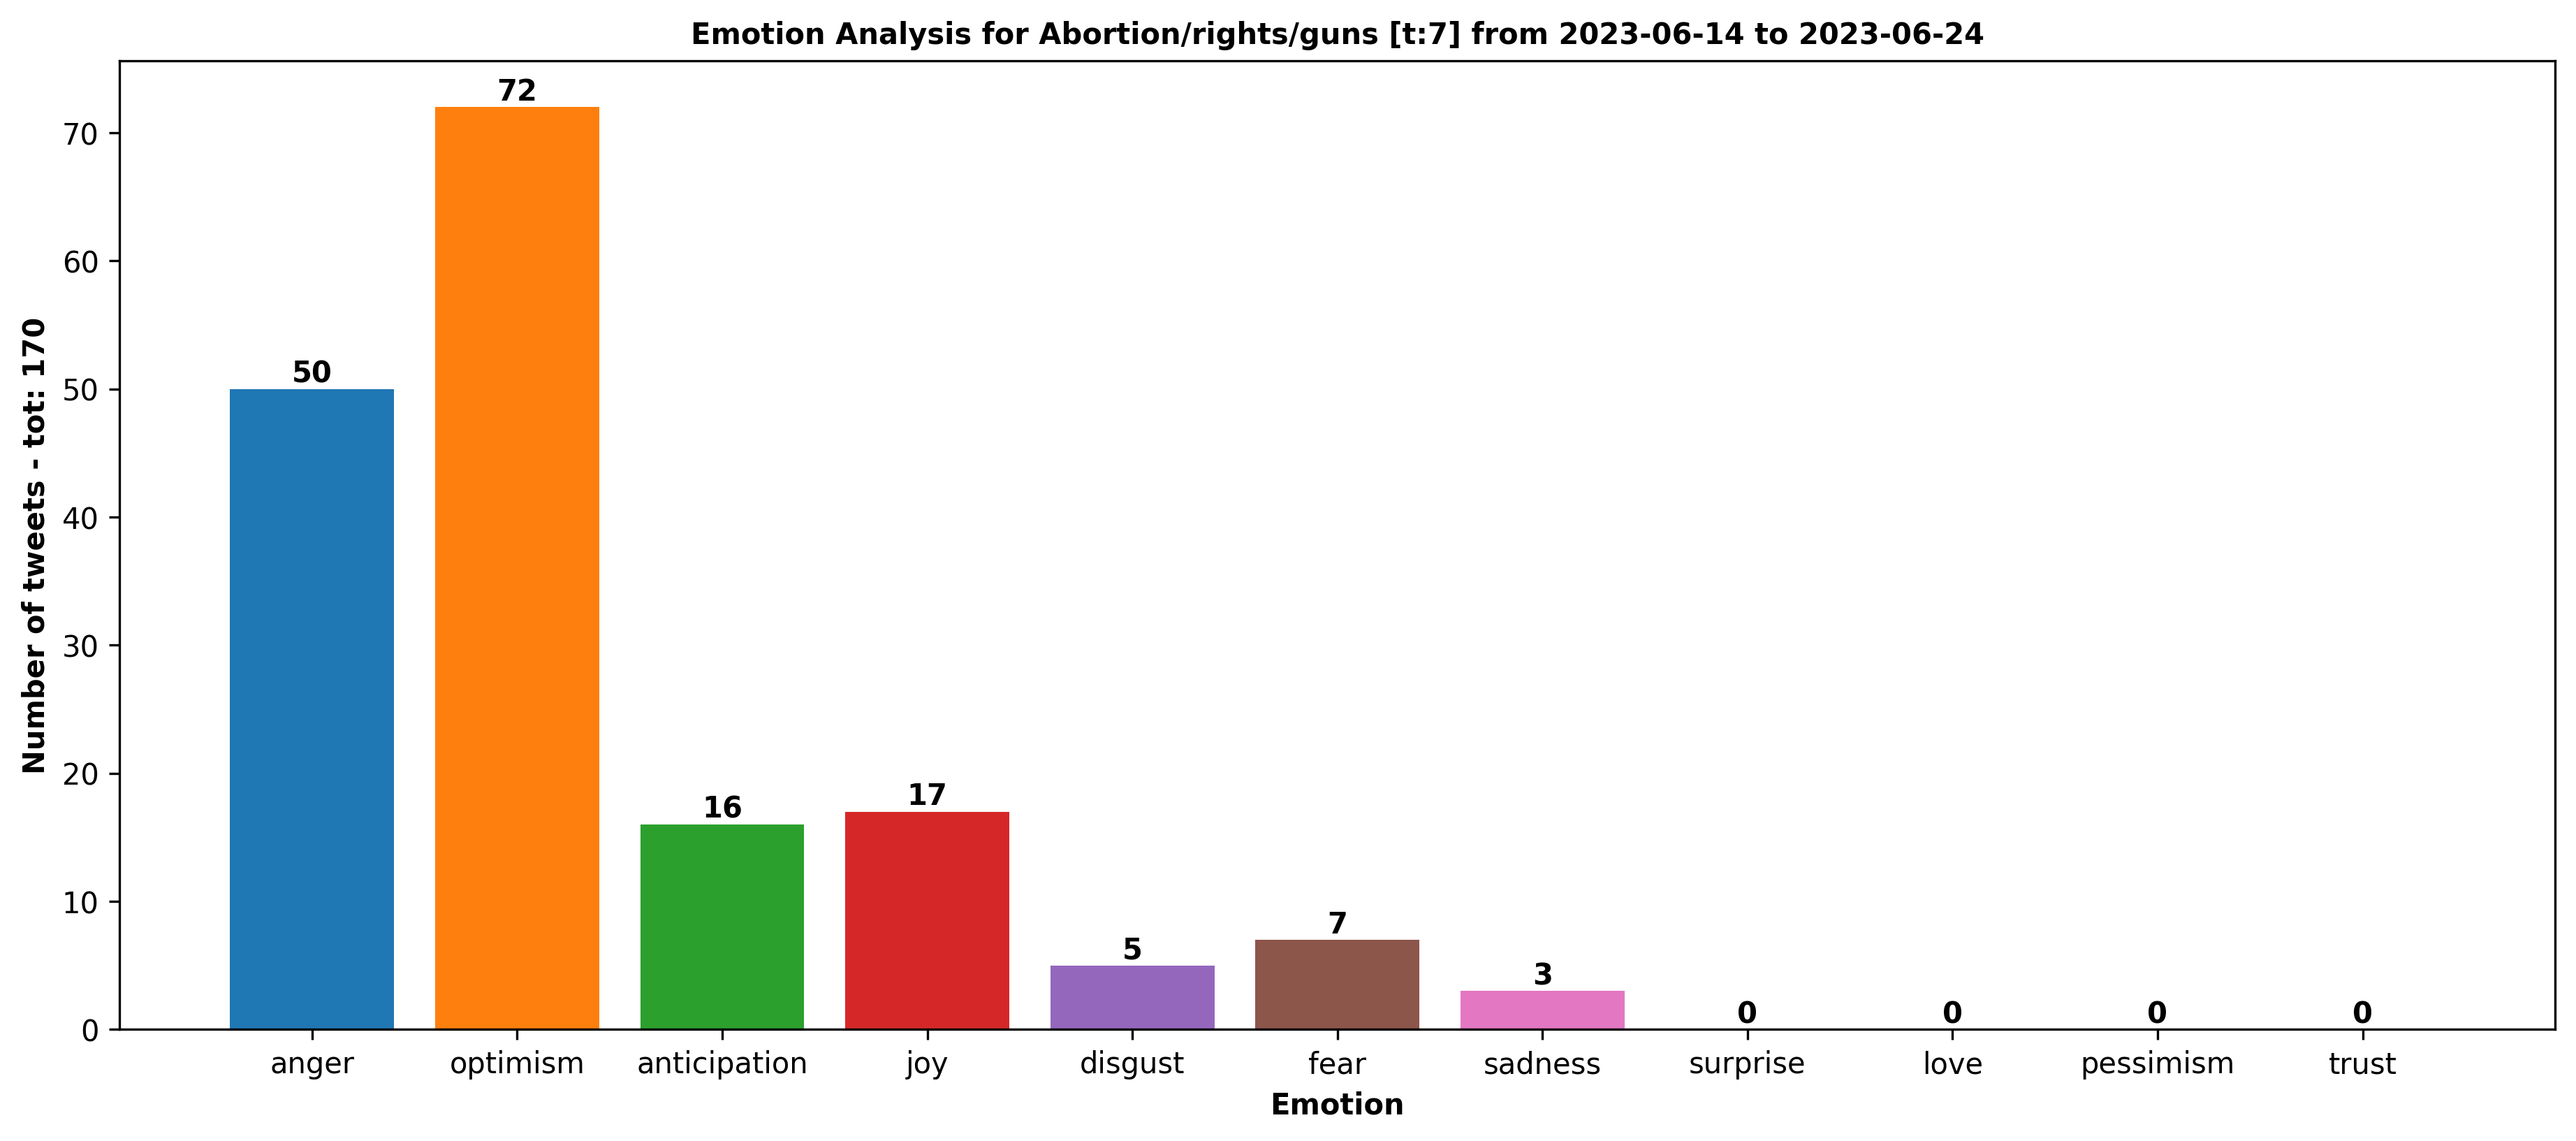 Emotion Analysis for Abortion/rights/guns [t:7] from 2023-06-14 to 2023-06-24
Number of tweets - tot: 170
70
60
50
40
30
20
10
0
50
72
16
17
5
7
3
0
0
0
0
anger
optimism
anticipation
joy
disgust
fear
sadness
surprise
love
pessimism
trust
Emotion